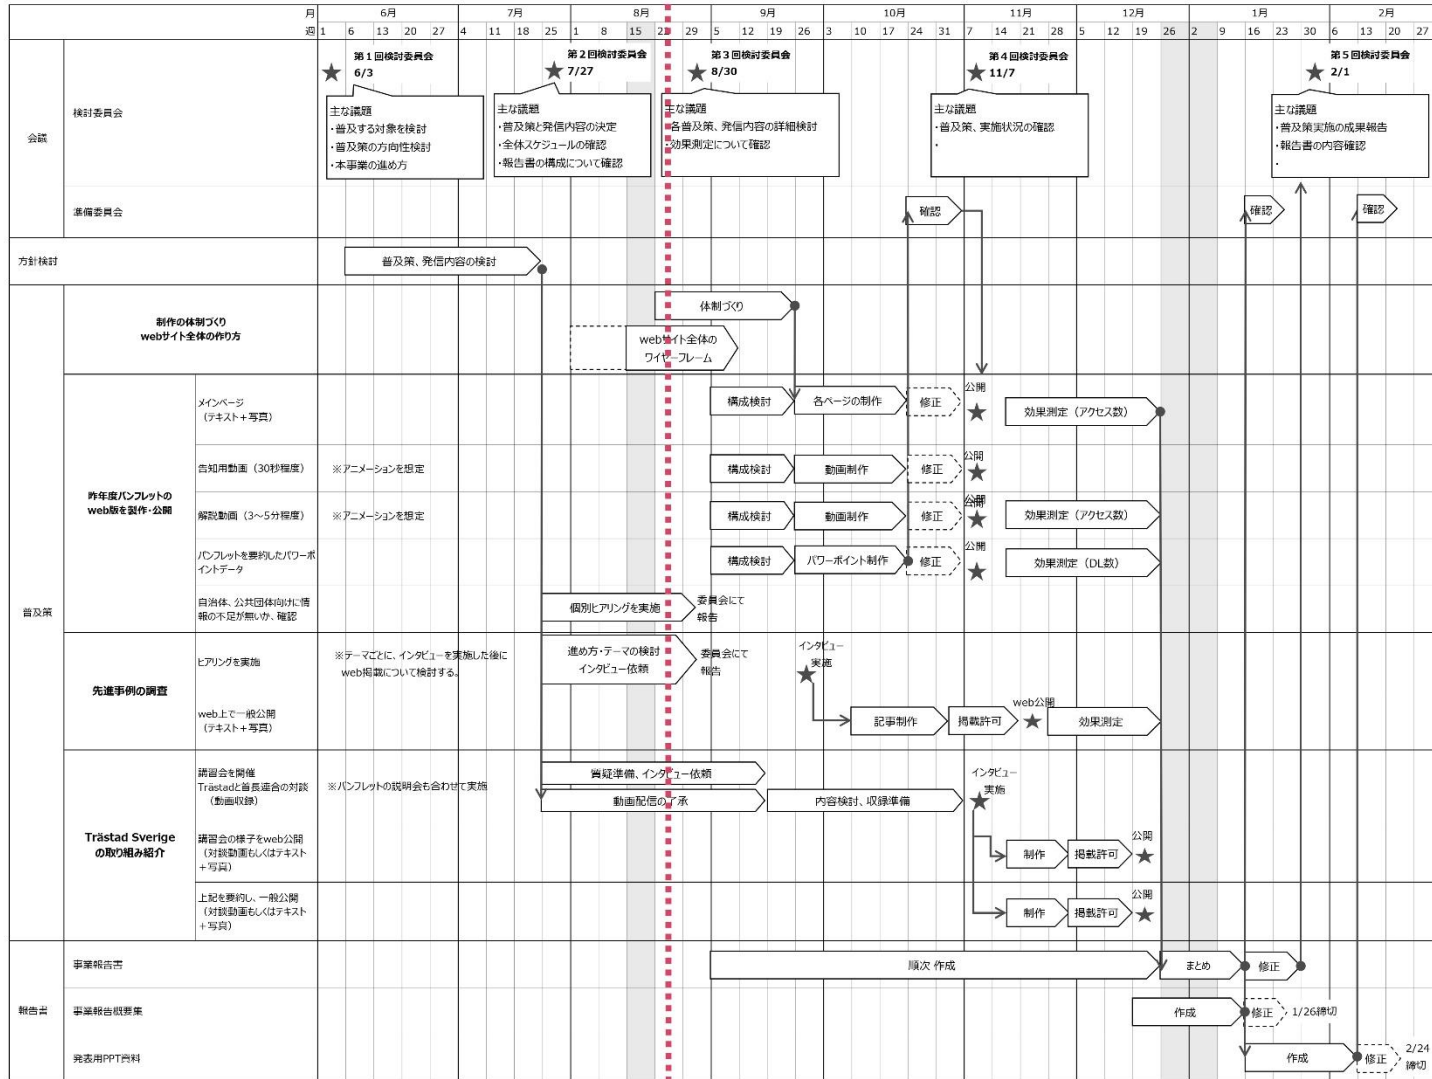 月 6月 7月 8月 9月 10月 11月 12月 1月 2月
週 1 6 13 20 27 4 11 18 25 1 8 15 22 29 5 12 19 26 3 10 17 24 31 7 14 21 28 5 12 19 26 2 9 16 23 30 6 13 20 27
会議
検討委員会
第1回検討委員会
6/3
主な議題
・普及する対象を検討
・普及策の方向性検討
・本事業の進め方
第2回検討委員会
7/27
主な議題
・普及策と発信内容の決定
・全体スケジュールの確認
・報告書の構成について確認
第3回検討委員会
8/30
主な議題
・各普及策、発信内容の詳細検討
・効果測定について確認
第4回検討委員会
11/7
主な議題
・普及策、実施状況の確認
・
第5回検討委員会
2/1
主な議題
・普及策実施の成果報告
・報告書の内容確認
・
準備委員会
確認
確認
確認
方針検討
普及策、発信内容の検討
普及策
制作の体制づくり
webサイト全体の作り方
体制づくり
webサイト全体の
ワイヤーフレーム
昨年度パンフレットの
web版を製作・公開
メインページ
(テキスト+写真)
構成検討
各ページの制作
修正
公開
効果測定(アクセス数)
告知用動画(30秒程度)
※アニメーションを想定
構成検討
動画制作
修正
公開
解説動画(3~5分程度)
※アニメーションを想定
構成検討
動画制作
修正
公開
効果測定(アクセス数)
パンフレットを要約したパワーポ
イントデータ
構成検討
パワーポイント制作
修正
公開
効果測定(DL数)
自治体、公共団体向けに情
報の不足が無いか、確認
個別ヒアリングを実施
委員会にて
報告
先進事例の調査
ヒアリングを実施
※テーマごとに、インタビューを実施した後に
web掲載について検討する。
進め方・テーマの検討
インタビュー依頼
委員会にて
報告
インタビュー
実施
web上で一般公開
(テキスト+写真)
記事制作
掲載許可
web公開
効果測定
Trästad Sverige
の取り組み紹介
講習会を開催
Trästadと首長連合の対談
(動画収録)
※パンフレットの説明会も合わせて実施
質疑準備、インタビュー依頼
動画配信の了承
内容検討、収録準備
インタビュー
実施
講習会の様子をweb公開
(対談動画もしくはテキスト
+写真)
制作
掲載許可
公開
上記を要約し、一般公開
(対談動画もしくはテキスト
+写真)
制作
掲載許可
公開
報告書
事業報告書
順次 作成
まとめ
修正
事業報告概要集
作成
修正
1/26締切
発表用PPT資料
作成
修正
2/24
締切